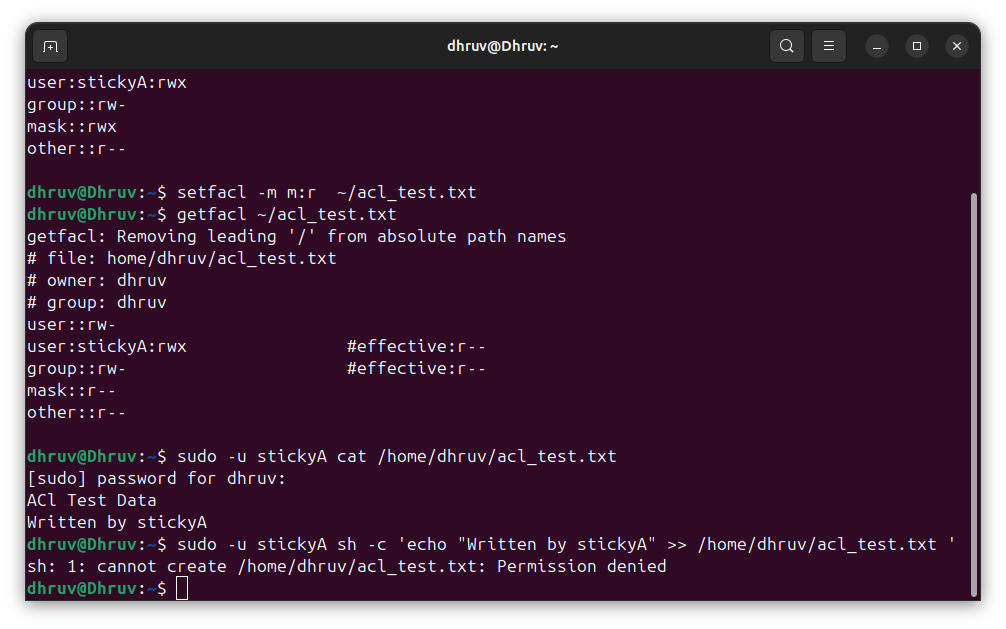 dhruv@Dhruv: ~
user:stickyA:rwx
group::rw-
mask::rwx
other::r--
dhruv@Dhruv:~$ setfacl -m m:r  ~/acl_test.txt
dhruv@Dhruv:~$ getfacl ~/acl_test.txt
getfacl: Removing leading '/' from absolute path names
# file: home/dhruv/acl_test.txt
# owner: dhruv
# group: dhruv
user::rw-
user:stickyA:rwx                #effective:r--
group::rw-                      #effective:r--
mask::r--
other::r--
dhruv@Dhruv:~$ sudo -u stickyA cat /home/dhruv/acl_test.txt
[sudo] password for dhruv:
ACl Test Data
Written by stickyA
dhruv@Dhruv:~$ sudo -u stickyA sh -c 'echo "Written by stickyA" >> /home/dhruv/acl_test.txt '
sh: 1: cannot create /home/dhruv/acl_test.txt: Permission denied
dhruv@Dhruv:~$